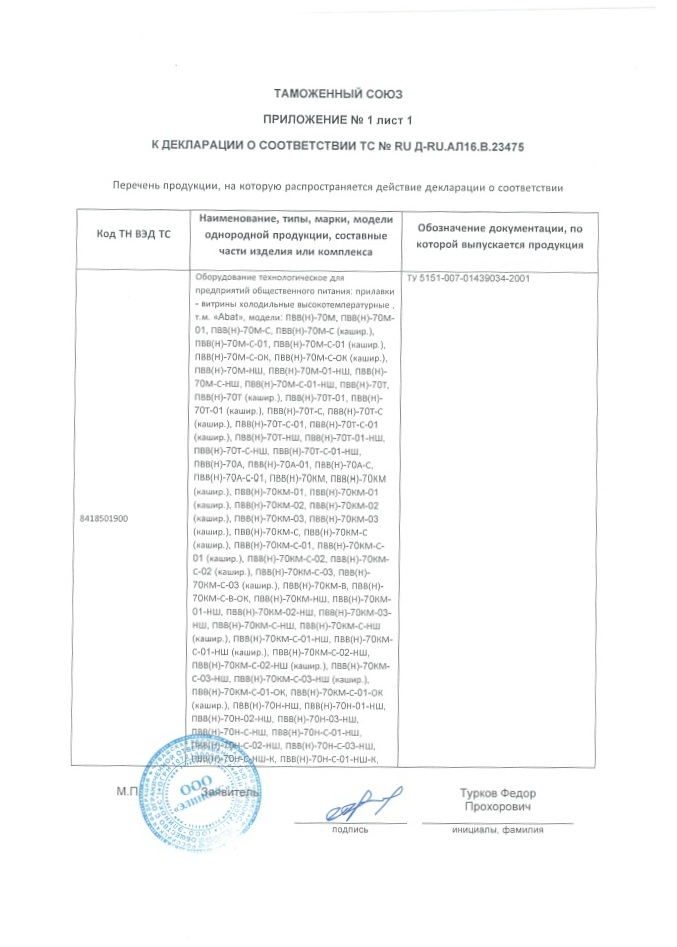 ТАМОЖЕННЫЙ СОЮЗ
ПРИЛОЖЕНИЕ № 1 лист 1
К ДЕКЛАРАЦИИ О СООТВЕТСТВИИ ТС № RU Д-RU.АЛ16.В.23475
Перечень продукции, на которую распространяется действие декларации о соответствии
Код ТН ВЭД ТС
Наименование, типы, марки, модели
однородной продукции, составные
части изделия или комплекса
Обозначение документации, по
которой выпускается продукция
8418501900
Оборудование технологическое для
предприятий общественного питания: прилавки
- витрины холодильные высокотемпературные ,
т.м. «Abat», модели: ПВВ(Н)-70М, ПВВ(Н)-70М-
01, ПВВ(Н)-70М-С, ПВВ(Н)-70М-С (кашир.),
ПВВ(Н)-70М-С-01, ПВВ(Н)-70М-С-01 (кашир.),
ПВВ(Н)-70М-С-ОК, ПВВ(Н)-70М-С-ОК (кашир.),
ПВВ(Н)-70М-НШ, ПВВ(Н)-70М-01-НШ, ПВВ(Н)-
70М-С-НШ, ПВВ(Н)-70М-С-01-НШ, ПВВ(Н)-70Т,
ПВВ(Н)-70Т (кашир.), ПВВ(Н)-70Т-01, ПВВ(Н)-
70Т-01 (кашир.), ПВВ(Н)-70Т-С, ПВВ(Н)-70Т-С
(кашир.), ПВВ(Н)-70Т-С-01, ПВВ(Н)-70Т-С-01
(кашир.), ПВВ(Н)-70Т-НШ, ПВВ(Н)-70Т-01-НШ,
ПВВ(Н)-70Т-С-НШ, ПВВ(Н)-70Т-С-01-НШ,
ПВВ(Н)-70А, ПВВ(Н)-70А-01, ПВВ(Н)-70А-С,
ПВВ(Н)-70А-С-01, ПВВ(Н)-70КМ, ПВВ(Н)-70КМ
(кашир.), ПВВ(Н)-70КМ-01, ПВВ(Н)-70КМ-01
(кашир.), ПВВ(Н)-70КМ-02, ПВВ(Н)-70КМ-02
(кашир.), ПВВ(Н)-70КМ-03, ПВВ(Н)-70КМ-03
(кашир.), ПВВ(Н)-70КМ-С, ПВВ(Н)-70КМ-С
(кашир.), ПВВ(Н)-70КМ-С-01, ПВВ(Н)-70КМ-С-
01 (кашир.), ПВВ(Н)-70КМ-С-02, ПВВ(Н)-70КМ-
С-02 (кашир.), ПВВ(Н)-70КМ-С-03, ПВВ(Н)-
70КМ-С-03 (кашир.), ПВВ(Н)-70КМ-В, ПВВ(Н)-
70КМ-С-В-ОК, ПВВ(Н)-70КМ-НШ, ПВВ(Н)-70КМ-
01-НШ, ПВВ(Н)-70КМ-02-НШ, ПВВ(Н)-70КМ-03-
НШ, ПВВ(Н)-70КМ-С-НШ, ПВВ(Н)-70КМ-С-НШ
(кашир.), ПВВ(Н)-70КМ-С-01-НШ, ПВВ(Н)-70КМ-
С-01-НШ (кашир.), ПВВ(Н)-70КМ-С-02-НШ,
ПВВ(Н)-70КМ-С-02-НШ (кашир.), ПВВ(Н)-70КМ-
С-03-НШ, ПВВ(Н)-70КМ-С-03-НШ (кашир.),
ПВВ(Н)-70КМ-С-01-ОК, ПВВ(Н)-70КМ-С-01-ОК
(кашир.), ПВВ(Н)-70Н-НШ, ПВВ(Н)-70Н-01-НШ,
ПВВ(Н)-70Н-02-НШ, ПВВ(Н)-70Н-03-НШ,
ПВВ(Н)-70Н-С-НШ, ПВВ(Н)-70Н-С-01-НШ,
ПВВ(Н)-70Н-С-02-НШ, ПВВ(Н)-70Н-С-03-НШ,
ПВВ(Н)-70Н-С-НШ-К, ПВВ(Н)-70Н-С-01-НШ-К,
ТУ 5151-007-01439034-2001
М.П.
ООО
Заявитель
Турков Федор
Прохорович
подпись
инициалы, фамилия